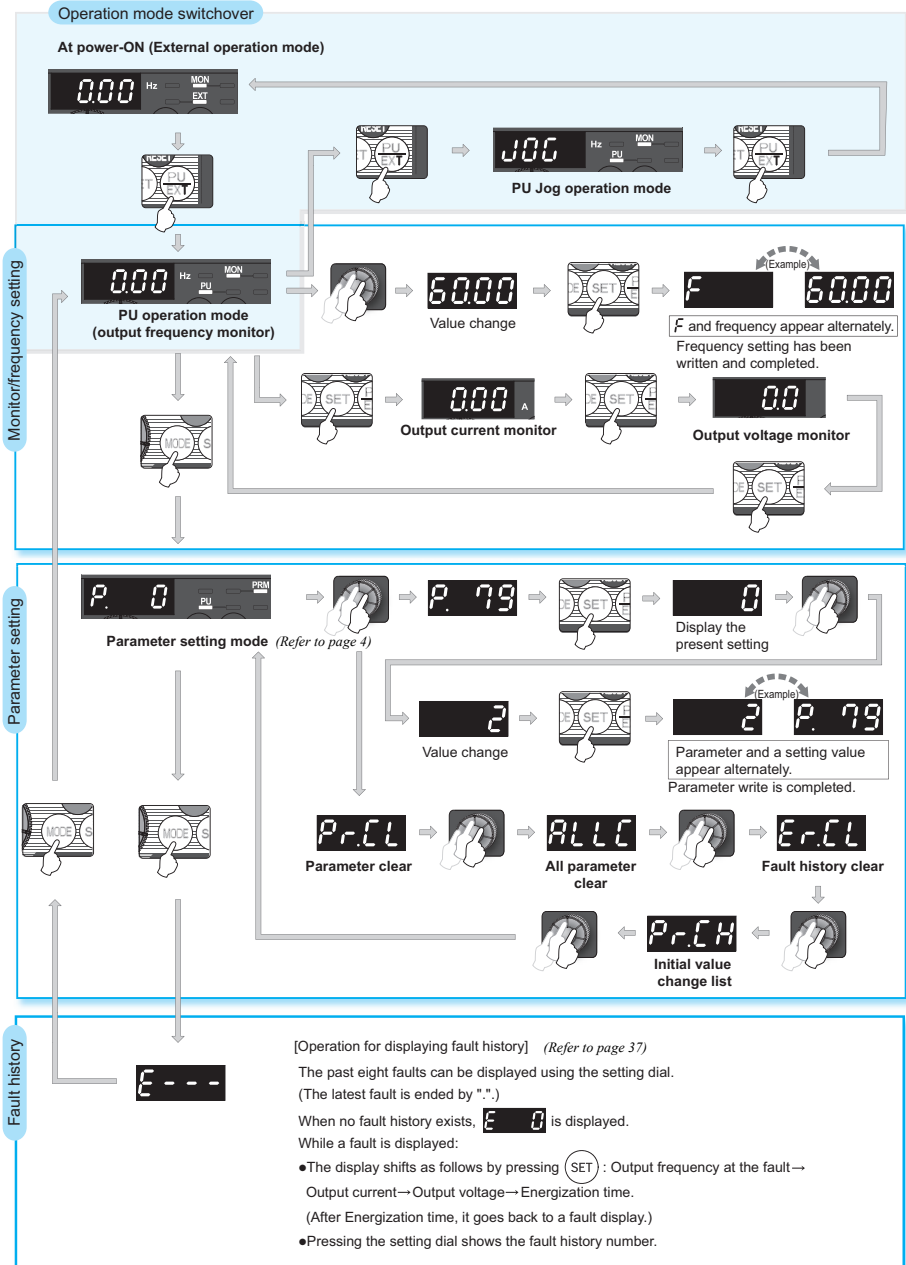 Operation mode switchover
At power-ON (External operation mode)
0.00 Hz MON
EXT
RESET
PU
EXT
RESET
PU
EXT
JOG Hz MON
PU
PU Jog operation mode
PU
EXT
Monitor/frequency setting
0.00 Hz MON
PU
PU operation mode
(output frequency monitor)
60.00
Value change
SET
(Example)
F 60.00
F and frequency appear alternately.
Frequency setting has been
written and completed.
SET
0.00 A
Output current monitor
SET
0.0
Output voltage monitor
MODE
SET
Parameter setting
P. 0 PRM
PU
Parameter setting mode (Refer to page 4)
P. 79
SET
0
Display the
present setting
2
Value change
SET
(Example)
2 P. 79
Parameter and a setting value
appear alternately.
Parameter write is completed.
MODE
MODE
Pr.CL
Parameter clear
ALLC
All parameter
clear
Er.CL
Fault history clear
Pr.CH
Initial value
change list
Fault history
E---
[Operation for displaying fault history] (Refer to page 37)
The past eight faults can be displayed using the setting dial.
(The latest fault is ended by ".".)
When no fault history exists, E 0 is displayed.
While a fault is displayed:
●The display shifts as follows by pressing SET : Output frequency at the fault→
Output current→Output voltage→Energization time.
(After Energization time, it goes back to a fault display.)
●Pressing the setting dial shows the fault history number.